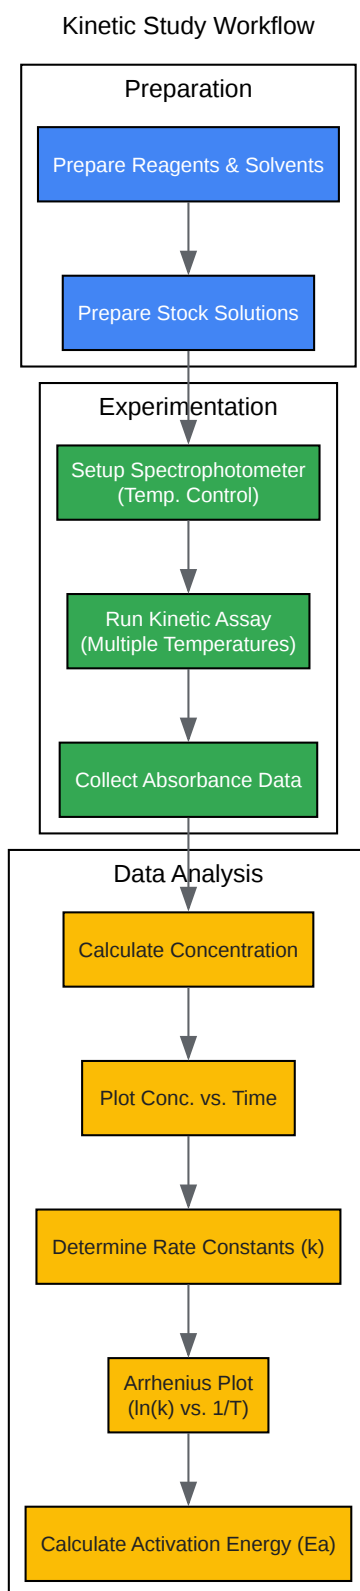 Kinetic Study Workflow
Preparation
Prepare Reagents & Solvents
Prepare Stock Solutions
Experimentation
Setup Spectrophotometer
(Temp. Control)
Run Kinetic Assay
(Multiple Temperatures)
Collect Absorbance Data
Data Analysis
Calculate Concentration
Plot Conc. vs. Time
Determine Rate Constants (k)
Arrhenius Plot
(ln(k) vs. 1/T)
Calculate Activation Energy (Ea)